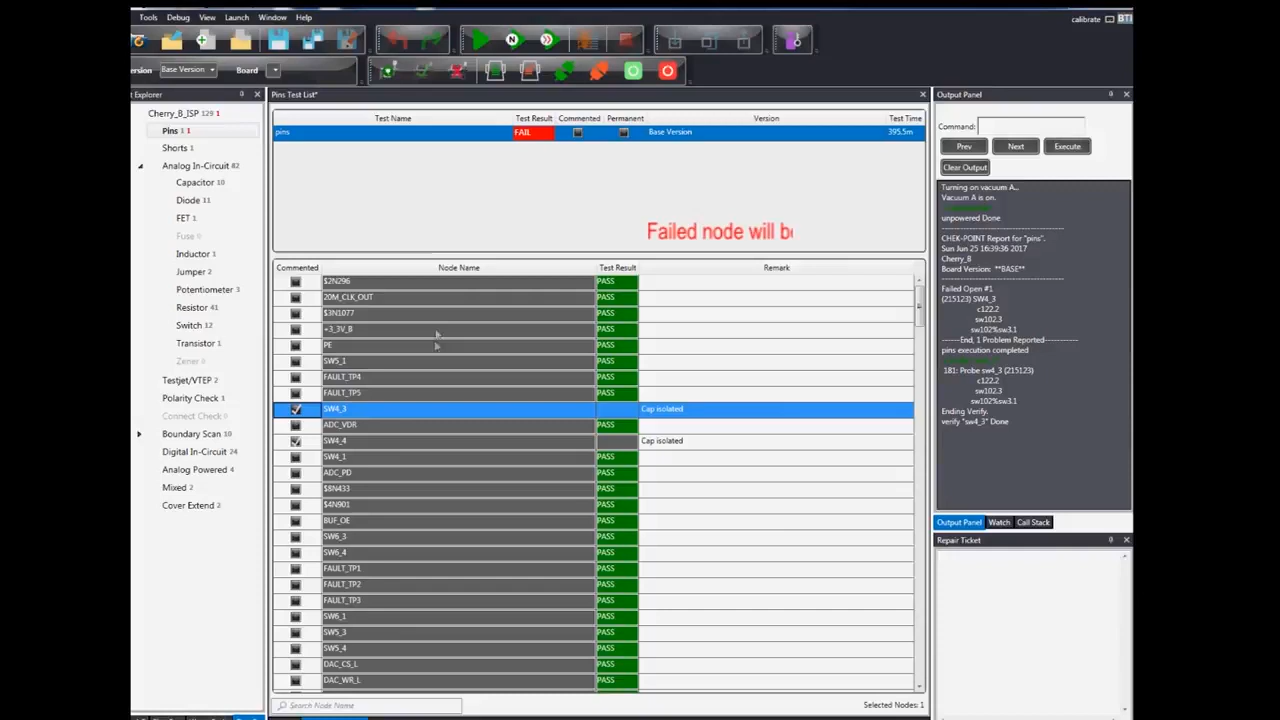 Tools Debug View Launch Window Help
calibrate BTI
ersion Base Version Board
t Explorer
Cherry_B_ISP 129 1
Pins 1 1
Shorts 1
Analog In-Circuit 82
Capacitor 10
Diode 11
FET 1
Fuse 0
Inductor 1
Jumper 2
Potentiometer 3
Resistor 41
Switch 12
Transistor 1
Zener 0
Testjet/VTEP 2
Polarity Check 1
Connect Check 0
Boundary Scan 10
Digital In-Circuit 24
Analog Powered 4
Mixed 2
Cover Extend 2
Pins Test List*
Test Name Test Result Commented Permanent Version Test Time
pins FAIL Base Version 395.5m
Failed node will be
Commented Node Name Test Result Remark
$2N296 PASS
20M_CLK_OUT PASS
$3N1077 PASS
+3_3V_B PASS
PE PASS
SW5_1 PASS
FAULT_TP4 PASS
FAULT_TP5 PASS
SW4_3 Cap isolated
ADC_VDR PASS
SW4_4 Cap isolated
SW4_1 PASS
ADC_PD PASS
$8N433 PASS
$4N901 PASS
BUF_OE PASS
SW6_3 PASS
SW6_4 PASS
FAULT_TP1 PASS
FAULT_TP2 PASS
FAULT_TP3 PASS
SW6_1 PASS
SW5_3 PASS
SW5_4 PASS
DAC_CS_L PASS
DAC_WR_L PASS
Search Node Name
Selected Nodes: 1
Output Panel
Command:
Prev Next Execute
Clear Output
Turning on vacuum A...
Vacuum A is on.
unpowered Done
----------------------------------------
CHEK-POINT Report for "pins".
Sun Jun 25 16:39:36 2017
Cherry_B
Board Version: **BASE**
----------------------------------------
Failed Open #1
(215123) SW4_3
c122.2
sw102.3
sw102%sw3.1
-----End, 1 Problem Reported------------
pins execution completed
181: Probe sw4_3 (215123)
c122.2
sw102.3
sw102%sw3.1
Ending Verify.
verify "sw4_3" Done
Output Panel Watch Call Stack
Repair Ticket